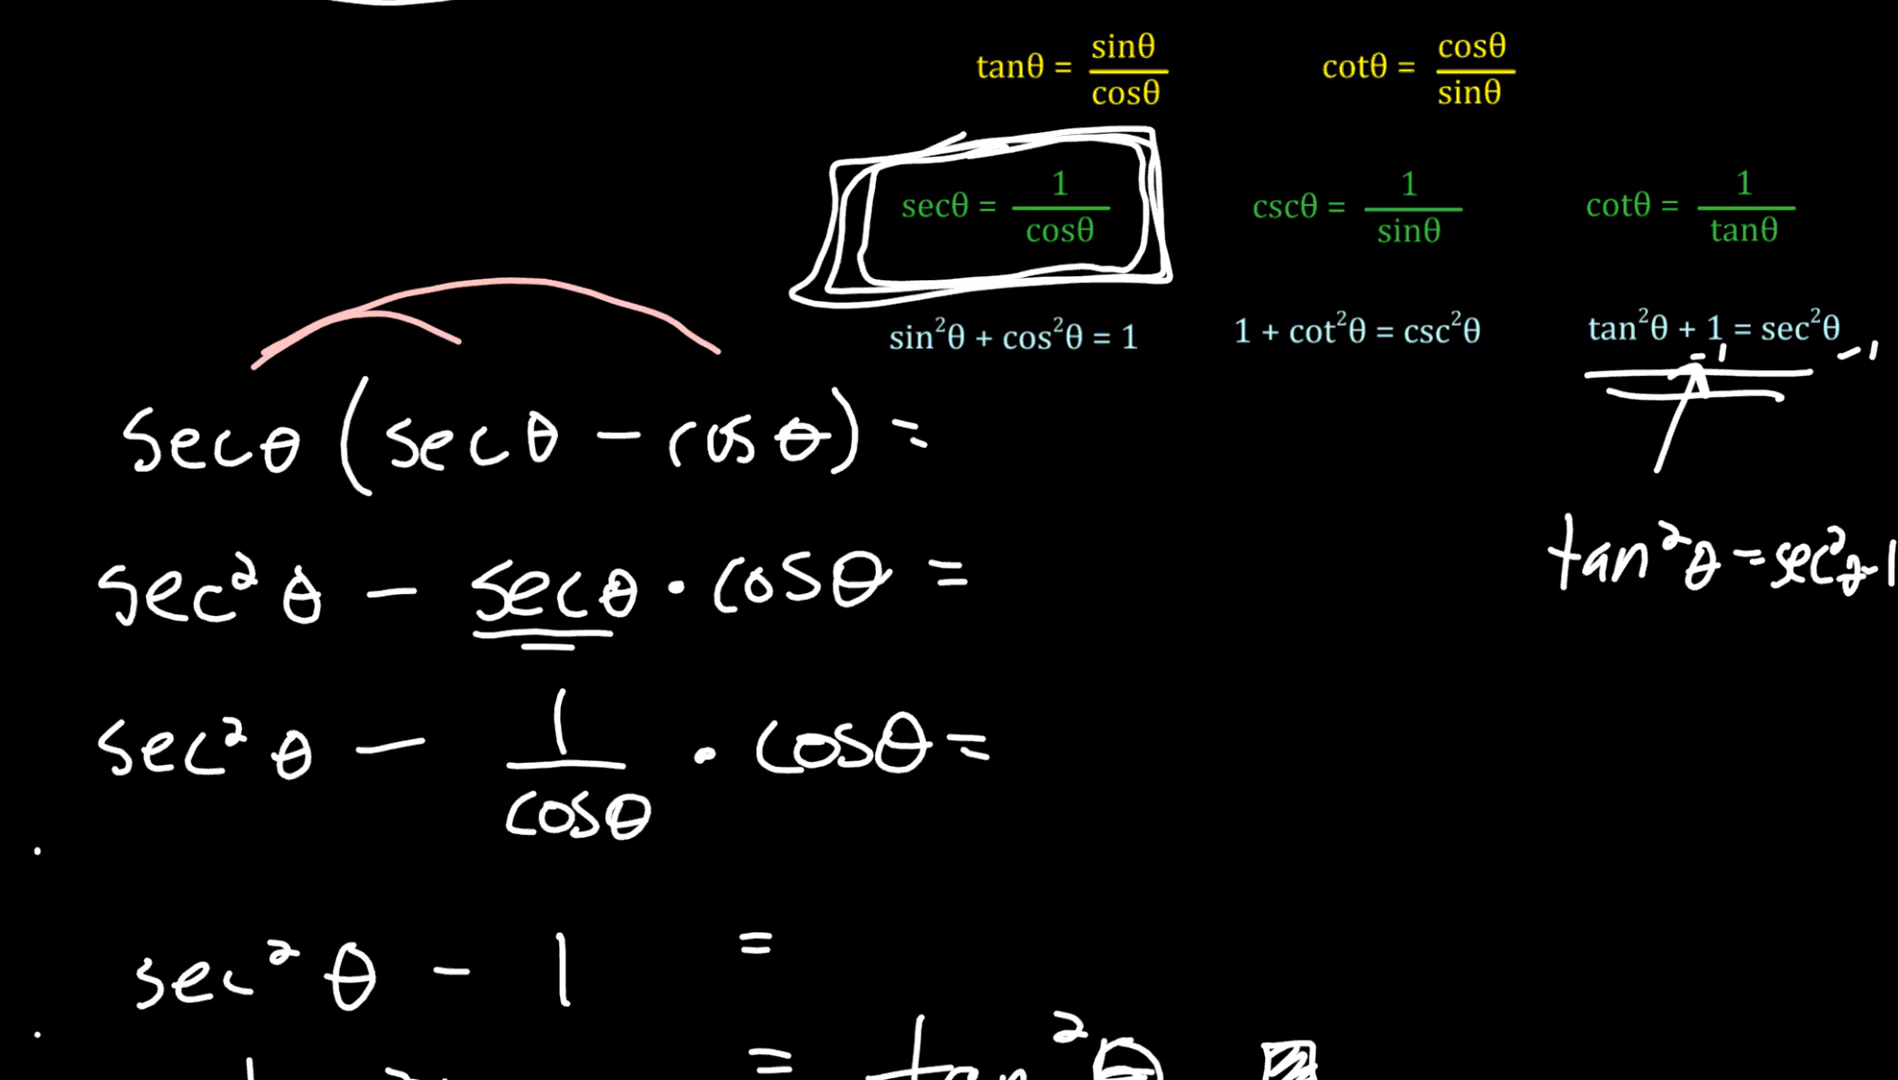 tanθ = sinθ/cosθ cotθ = cosθ/sinθ
secθ = 1/cosθ cscθ = 1/sinθ cotθ = 1/tanθ
sin²θ + cos²θ = 1 1 + cot²θ = csc²θ tan²θ + 1 = sec²θ
-1 -1
secθ (secθ - cosθ) =
tan²θ = sec²θ-1
sec²θ - secθ · cosθ =
sec²θ - 1/cosθ · cosθ =
sec²θ - 1 =
= tan²θ